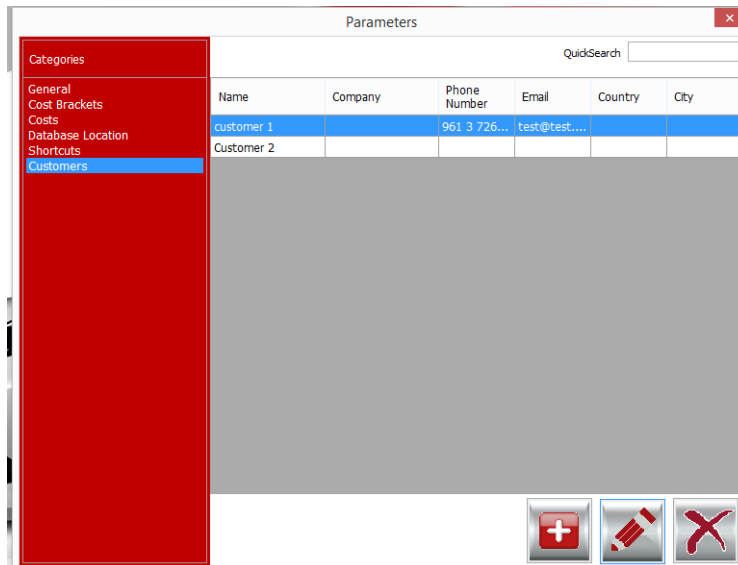 Parameters
Categories
QuickSearch
General
Cost Brackets
Costs
Database Location
Shortcuts
Customers
Name Company Phone Number Email Country City
customer 1 961 3 726... test@test....
Customer 2